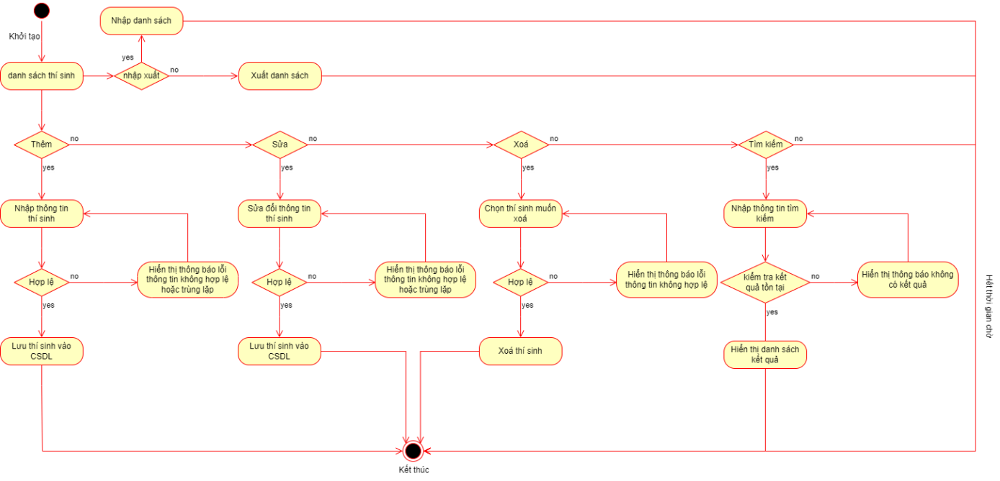 Nhập danh sách
Khởi tạo
yes
danh sách thí sinh
nhập xuất
no
Xuất danh sách
Thêm
no
Sửa
no
Xoá
no
Tìm kiếm
no
yes
yes
yes
yes
Nhập thông tin
thí sinh
Sửa đổi thông tin
thí sinh
Chọn thí sinh muốn
xoá
Nhập thông tin tìm
kiếm
Hợp lệ
no
Hiển thị thông báo lỗi
thông tin không hợp lệ
hoặc trùng lặp
Hợp lệ
no
Hiển thị thông báo lỗi
thông tin không hợp lệ
hoặc trùng lặp
Hợp lệ
no
Hiển thị thông báo lỗi
thông tin không hợp lệ
kiểm tra kết
quả tồn tại
no
Hiển thị thông báo không
có kết quả
Hết thời gian chờ
yes
yes
yes
yes
Lưu thí sinh vào
CSDL
Lưu thí sinh vào
CSDL
Xoá thí sinh
Hiển thị danh sách
kết quả
Kết thúc